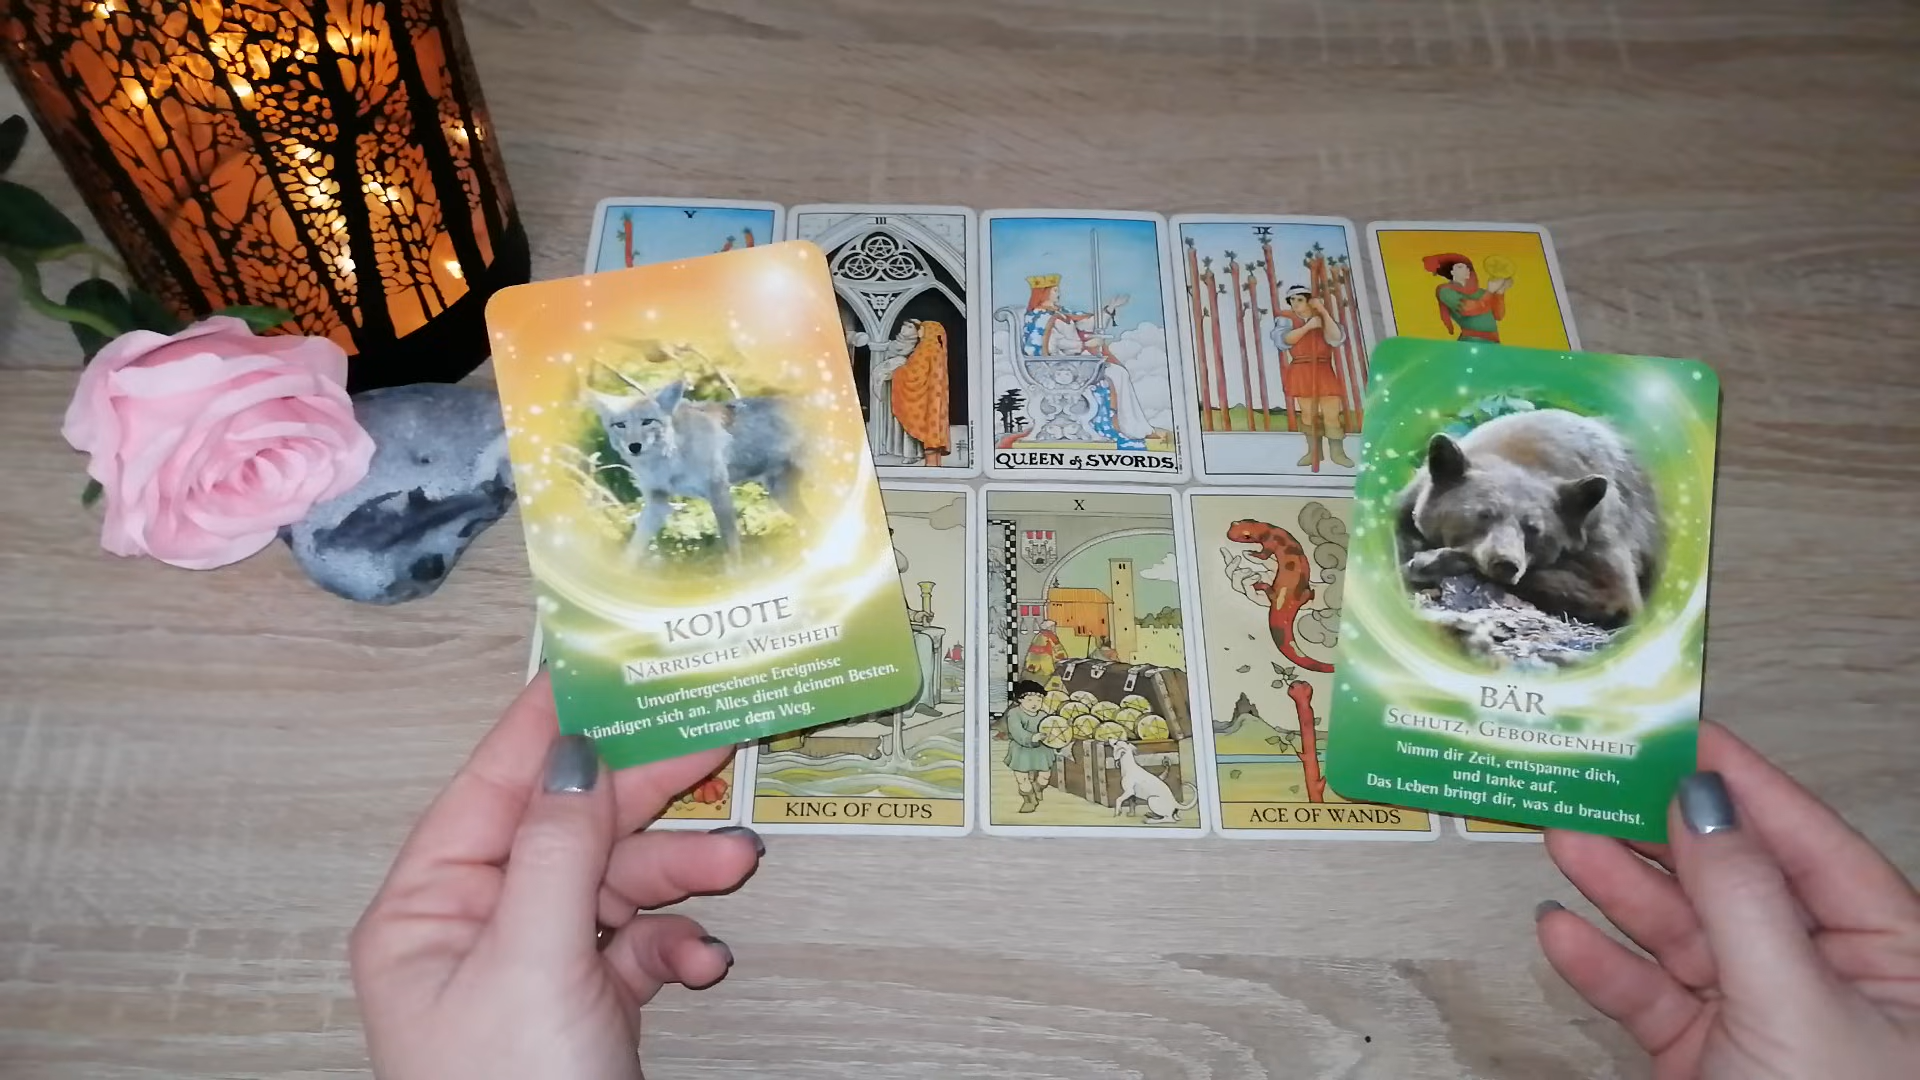 V
III
IX
QUEEN of SWORDS.
KOJOTE
NÄRRISCHE WEISHEIT
Unvorhergesehene Ereignisse
kündigen sich an. Alles dient deinem Besten.
Vertraue dem Weg.
X
KING OF CUPS
ACE OF WANDS
BÄR
SCHUTZ, GEBORGENHEIT
Nimm dir Zeit, entspanne dich,
und tanke auf.
Das Leben bringt dir, was du brauchst.